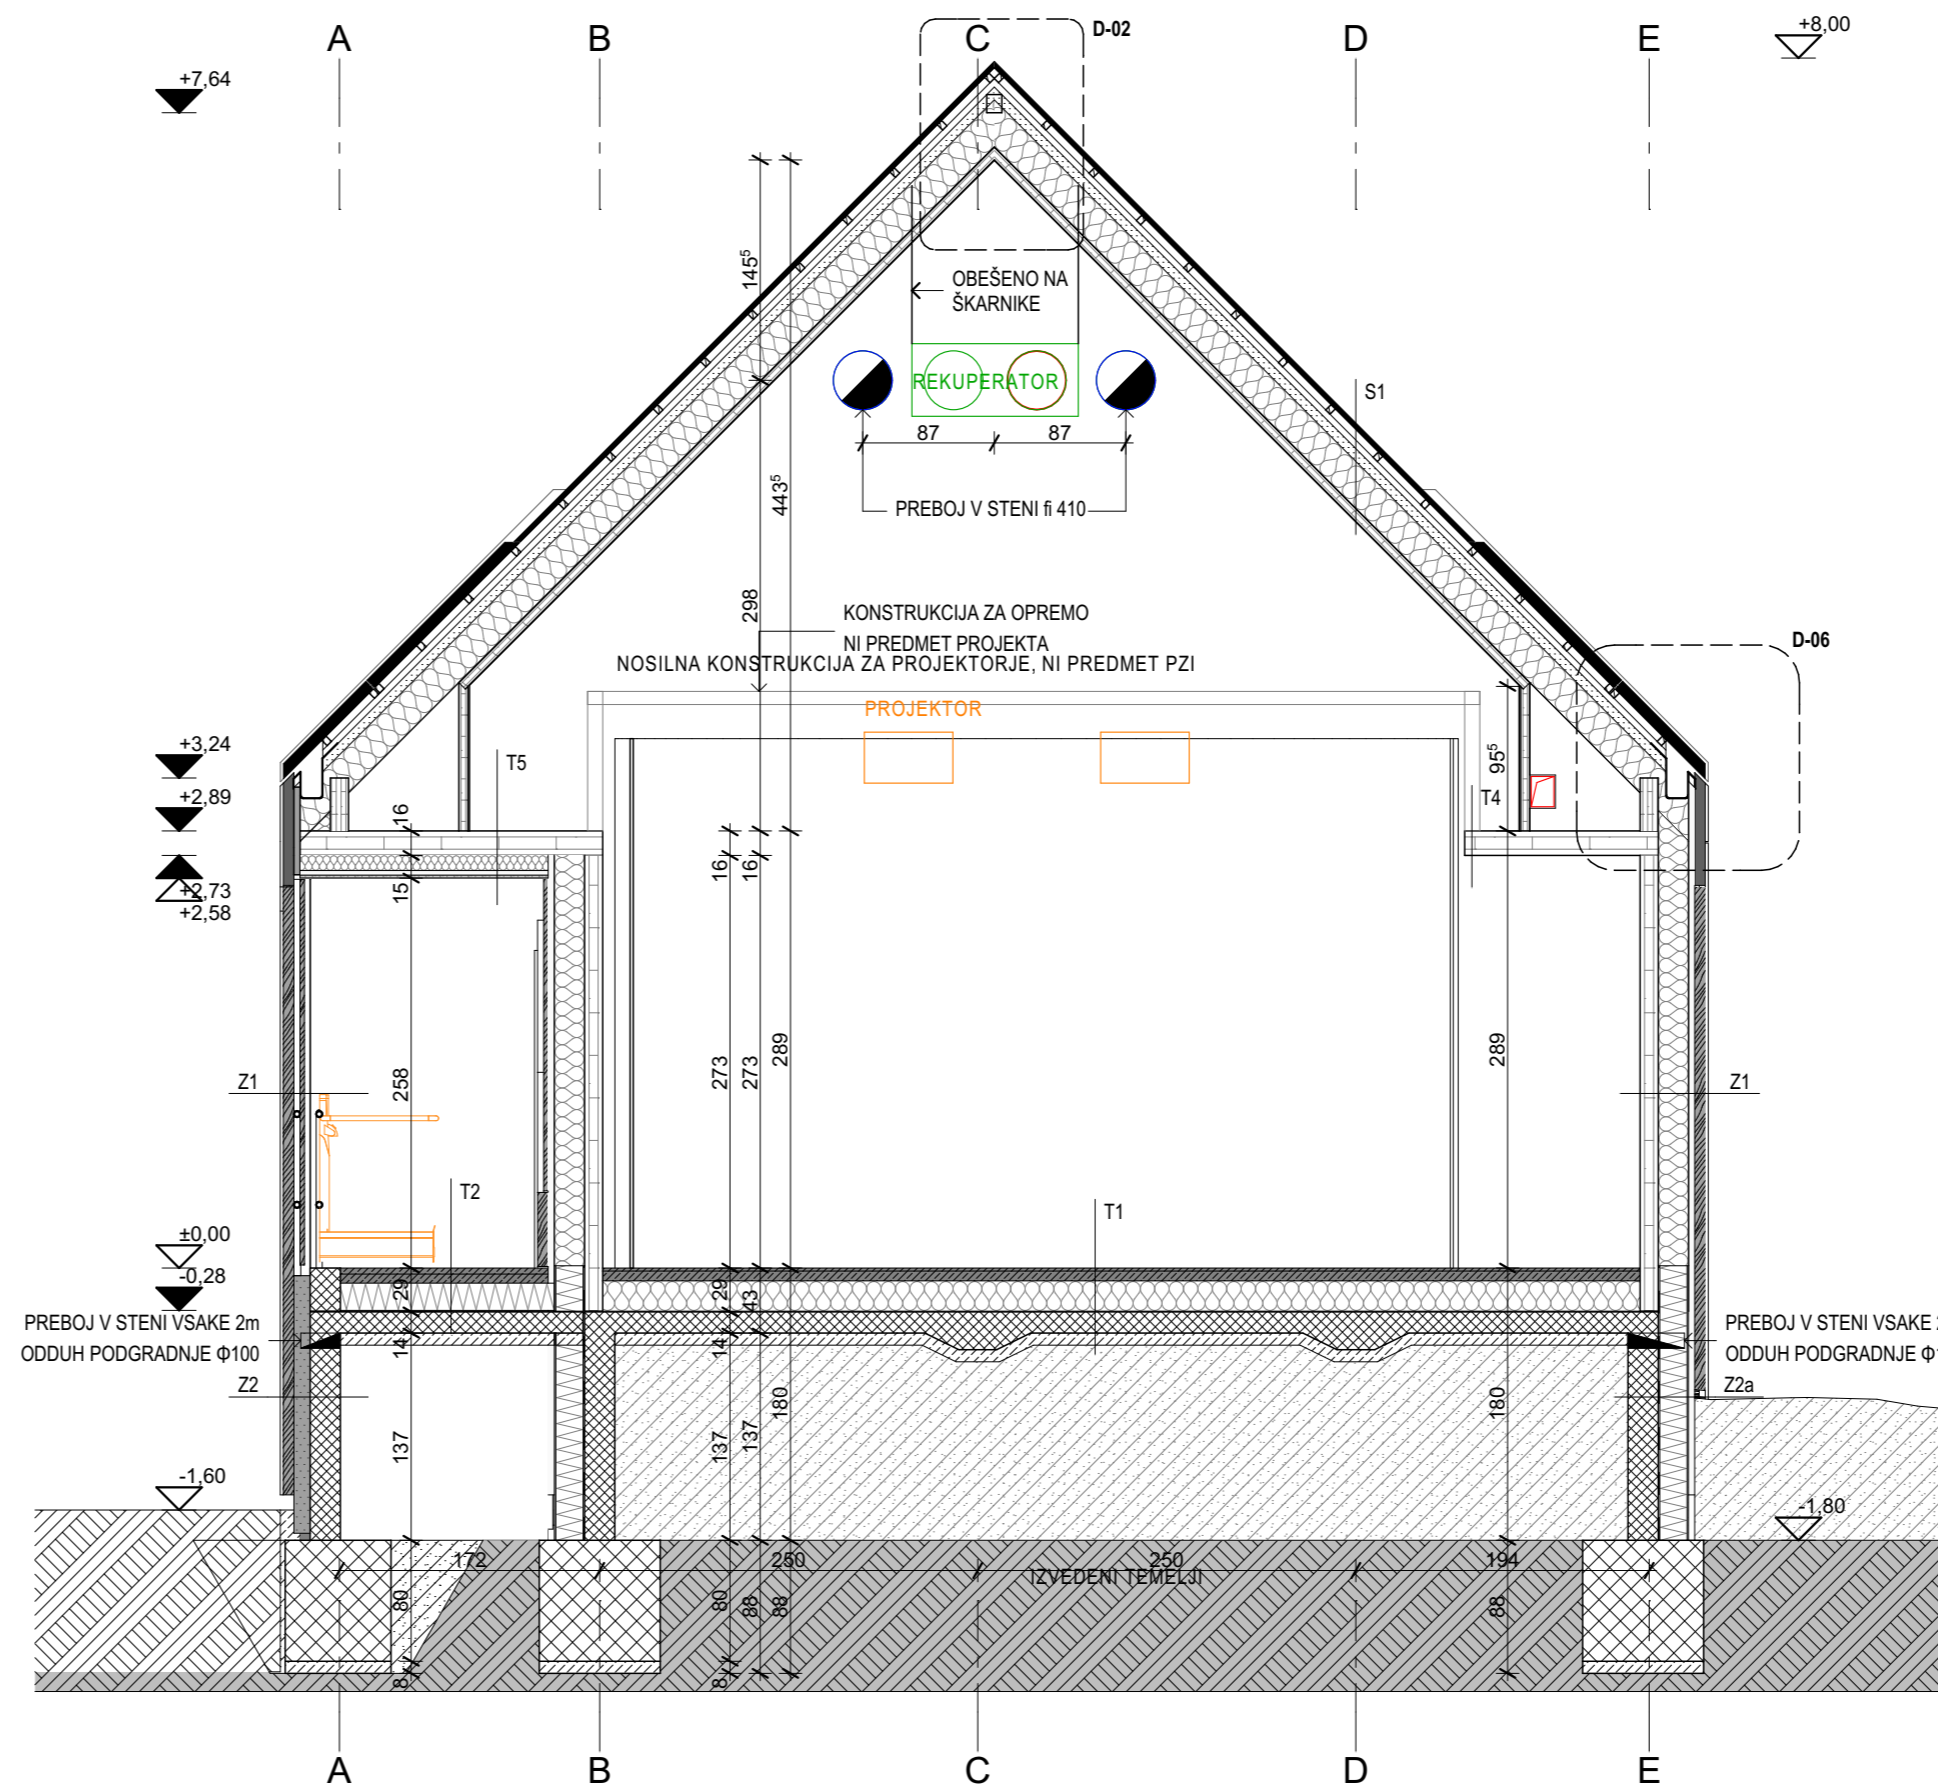 A B C D E
D-02
+8,00
+7,64
145⁵
OBEŠENO NA
ŠKARNIKE
REKUPERATOR
S1
87 87
443⁵
PREBOJ V STENI fi 410
298
KONSTRUKCIJA ZA OPREMO
NI PREDMET PROJEKTA
NOSILNA KONSTRUKCIJA ZA PROJEKTORJE, NI PREDMET PZI
D-06
PROJEKTOR
+3,24
T5
95⁵
+2,89
T4
16
16 16
+2,73
15
+2,58
289
273 273
289
258
Z1
Z1
T2
T1
±0,00
-0,28
29 29 43
PREBOJ V STENI VSAKE 2m
ODDUH PODGRADNJE Φ100
PREBOJ V STENI VSAKE
ODDUH PODGRADNJE Φ1
14 14
Z2
Z2a
180 180
137 137 137
-1,60
-1,80
172 250 250 194
IZVEDENI TEMELJI
80 80 88 88 88
8 8
A B C D E